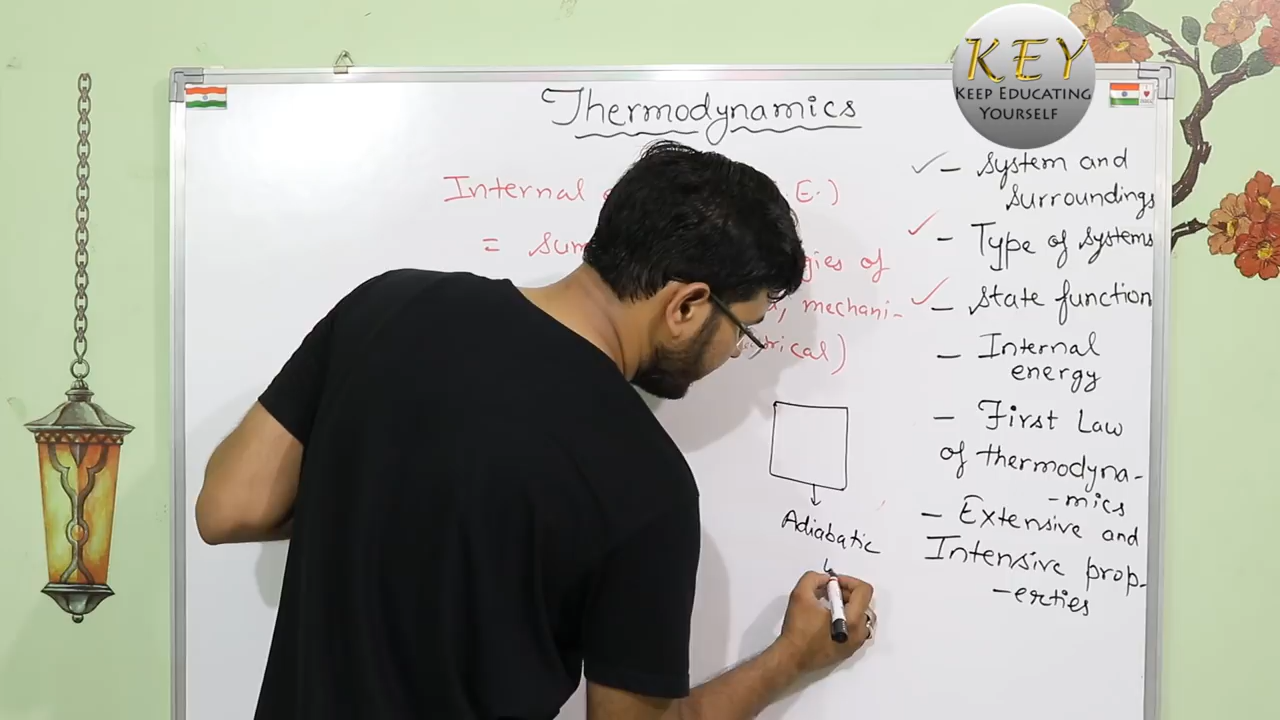 Thermodynamics
KEY
KEEP EDUCATING
YOURSELF
Internal
E.)
= sum
gies of
, mechani-
rical)
Adiabatic
- System and
surroundings
- Type of systems
- State function
- Internal
energy
- First Law
of thermodyna-
-mics
- Extensive and
Intensive prop-
-erties